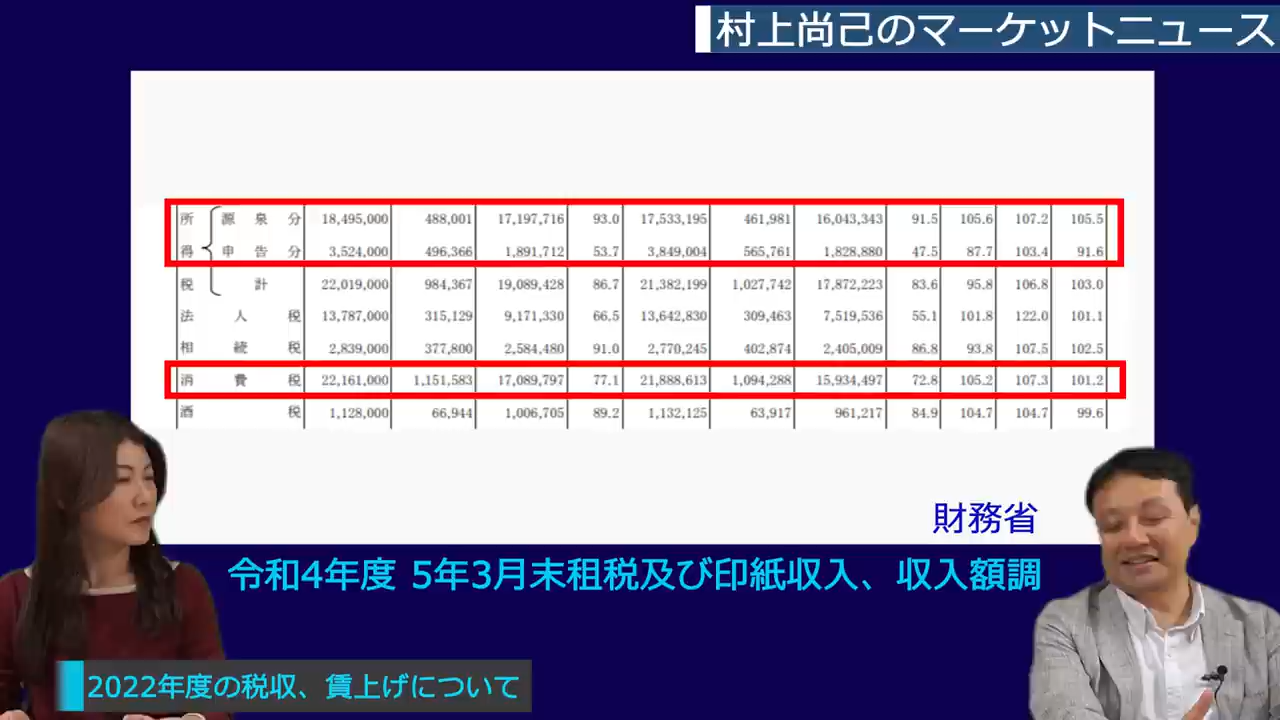 村上尚己のマーケットニュース
所 源泉分 18,495,000 488,001 17,197,716 93.0 17,533,195 461,981 16,043,343 91.5 105.6 107.2 105.5
得 申告分 3,524,000 496,366 1,891,712 53.7 3,849,004 565,761 1,828,880 47.5 87.7 103.4 91.6
税 計 22,019,000 984,367 19,089,428 86.7 21,382,199 1,027,742 17,872,223 83.6 95.8 106.8 103.0
法人税 13,787,000 315,129 9,171,330 66.5 13,642,830 309,463 7,519,536 55.1 101.8 122.0 101.1
相続税 2,839,000 377,800 2,584,480 91.0 2,770,245 402,874 2,405,009 86.8 93.8 107.5 102.5
消費税 22,161,000 1,151,583 17,089,797 77.1 21,888,613 1,094,288 15,934,497 72.8 105.2 107.3 101.2
酒税 1,128,000 66,944 1,006,705 89.2 1,132,125 63,917 961,217 84.9 104.7 104.7 99.6
財務省
令和4年度 5年3月末租税及び印紙収入、収入額調
2022年度の税収、賃上げについて